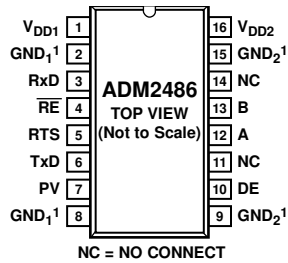 VDD1 1 16 VDD2
GND1¹ 2 15 GND2¹
RxD 3 14 NC
R̅E̅ 4 13 B
RTS 5 12 A
TxD 6 11 NC
PV 7 10 DE
GND1¹ 8 9 GND2¹
ADM2486
TOP VIEW
(Not to Scale)
NC = NO CONNECT